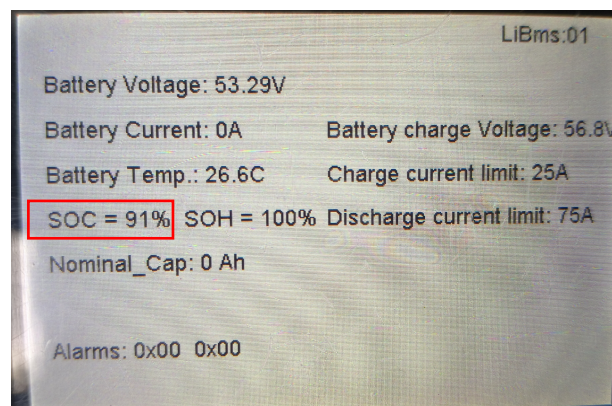 LiBms:01
Battery Voltage: 53.29V
Battery Current: 0A Battery charge Voltage: 56.8V
Battery Temp.: 26.6C Charge current limit: 25A
SOC = 91% SOH = 100% Discharge current limit: 75A
Nominal_Cap: 0 Ah
Alarms: 0x00 0x00